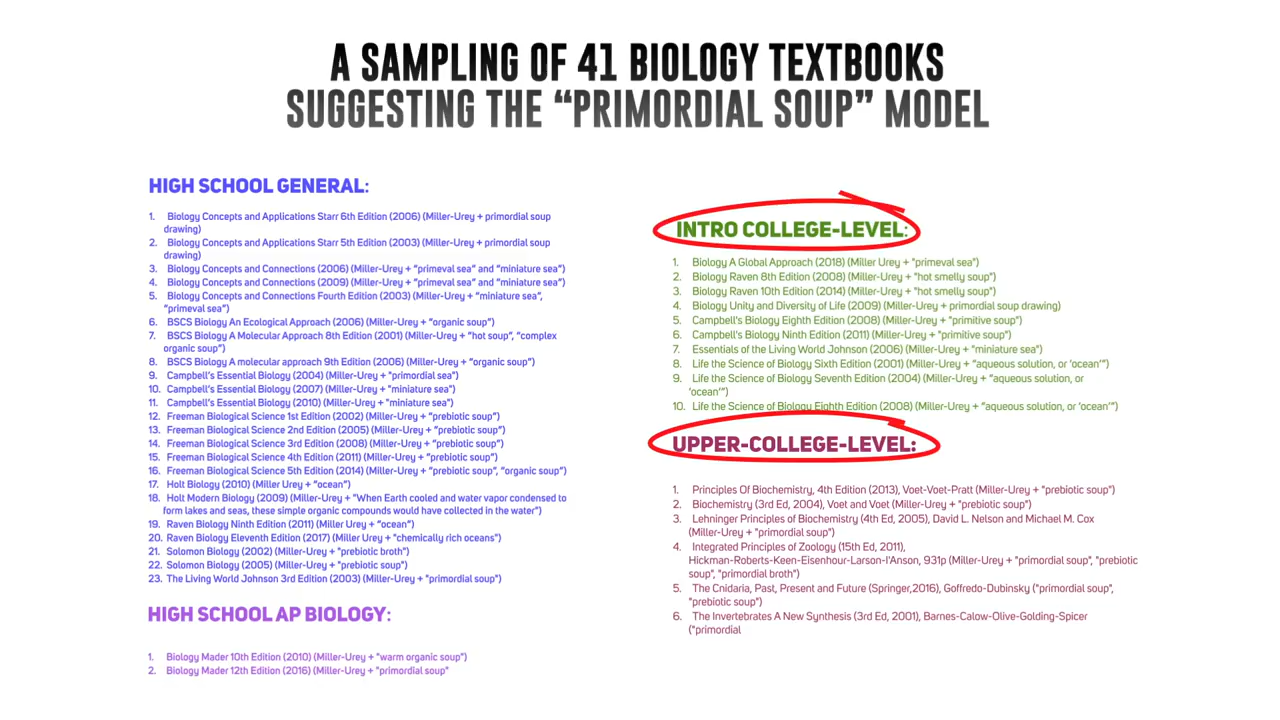 A SAMPLING OF 41 BIOLOGY TEXTBOOKS
SUGGESTING THE “PRIMORDIAL SOUP” MODEL
HIGH SCHOOL GENERAL:
1. Biology Concepts and Applications Starr 6th Edition (2006) (Miller-Urey + primordial soup
drawing)
2. Biology Concepts and Applications Starr 5th Edition (2003) (Miller-Urey + primordial soup
drawing)
3. Biology Concepts and Connections (2006) (Miller-Urey + “primeval sea” and “miniature sea”)
4. Biology Concepts and Connections (2009) (Miller-Urey + “primeval sea” and “miniature sea”)
5. Biology Concepts and Connections Fourth Edition (2003) (Miller-Urey + “miniature sea”,
“primeval sea”)
6. BSCS Biology An Ecological Approach (2006) (Miller-Urey + “organic soup”)
7. BSCS Biology A Molecular Approach 8th Edition (2001) (Miller-Urey + “hot soup”, “complex
organic soup”)
8. BSCS Biology A molecular approach 9th Edition (2006) (Miller-Urey + “organic soup”)
9. Campbell’s Essential Biology (2004) (Miller-Urey + "primordial sea")
10. Campbell’s Essential Biology (2007) (Miller-Urey + "miniature sea")
11. Campbell’s Essential Biology (2010) (Miller-Urey + "miniature sea")
12. Freeman Biological Science 1st Edition (2002) (Miller-Urey + “prebiotic soup”)
13. Freeman Biological Science 2nd Edition (2005) (Miller-Urey + “prebiotic soup”)
14. Freeman Biological Science 3rd Edition (2008) (Miller-Urey + “prebiotic soup”)
15. Freeman Biological Science 4th Edition (2011) (Miller-Urey + “prebiotic soup”)
16. Freeman Biological Science 5th Edition (2014) (Miller-Urey + "prebiotic soup”, “organic soup”)
17. Holt Biology (2010) (Miller Urey + “ocean”)
18. Holt Modern Biology (2009) (Miller-Urey + "When Earth cooled and water vapor condensed to
form lakes and seas, these simple organic compounds would have collected in the water")
19. Raven Biology Ninth Edition (2011) (Miller Urey + “ocean”)
20. Raven Biology Eleventh Edition (2017) (Miller Urey + "chemically rich oceans")
21. Solomon Biology (2002) (Miller-Urey + "prebiotic broth")
22. Solomon Biology (2005) (Miller-Urey + "prebiotic soup")
23. The Living World Johnson 3rd Edition (2003) (Miller-Urey + "primordial soup")
HIGH SCHOOL AP BIOLOGY:
1. Biology Mader 10th Edition (2010) (Miller-Urey + "warm organic soup")
2. Biology Mader 12th Edition (2016) (Miller-Urey + "primordial soup"
INTRO COLLEGE-LEVEL:
1. Biology A Global Approach (2018) (Miller Urey + "primeval sea")
2. Biology Raven 8th Edition (2008) (Miller-Urey + "hot smelly soup")
3. Biology Raven 10th Edition (2014) (Miller-Urey + "hot smelly soup")
4. Biology Unity and Diversity of Life (2009) (Miller-Urey + primordial soup drawing)
5. Campbell's Biology Eighth Edition (2008) (Miller-Urey + "primitive soup")
6. Campbell's Biology Ninth Edition (2011) (Miller-Urey + "primitive soup")
7. Essentials of the Living World Johnson (2006) (Miller-Urey + "miniature sea")
8. Life the Science of Biology Sixth Edition (2001) (Miller-Urey + “aqueous solution, or ‘ocean’”)
9. Life the Science of Biology Seventh Edition (2004) (Miller-Urey + “aqueous solution, or
‘ocean’”)
10. Life the Science of Biology Eighth Edition (2008) (Miller-Urey + “aqueous solution, or ‘ocean’”)
UPPER-COLLEGE-LEVEL:
1. Principles Of Biochemistry, 4th Edition (2013), Voet-Voet-Pratt (Miller-Urey + "prebiotic soup")
2. Biochemistry (3rd Ed, 2004), Voet and Voet (Miller-Urey + "prebiotic soup")
3. Lehninger Principles of Biochemistry (4th Ed, 2005), David L. Nelson and Michael M. Cox
(Miller-Urey + "primordial soup")
4. Integrated Principles of Zoology (15th Ed, 2011),
Hickman-Roberts-Keen-Eisenhour-Larson-I'Anson, 931p (Miller-Urey + "primordial soup", "prebiotic
soup", "primordial broth")
5. The Cnidaria, Past, Present and Future (Springer,2016), Goffredo-Dubinsky ("primordial soup",
"prebiotic soup")
6. The Invertebrates A New Synthesis (3rd Ed, 2001), Barnes-Calow-Olive-Golding-Spicer
("primordial